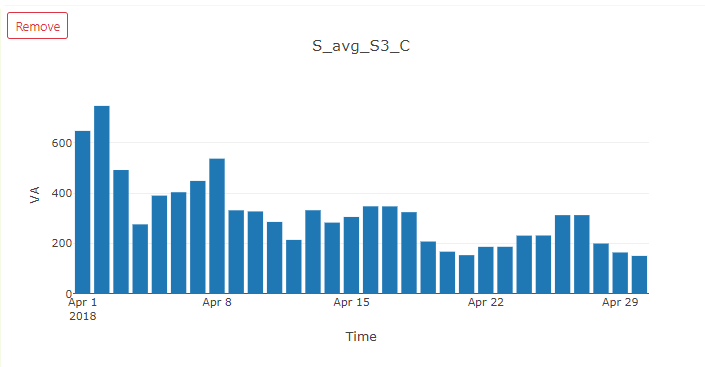 Remove
S_avg_S3_C
VA
600
400
200
0
Apr 1
2018
Apr 8
Apr 15
Apr 22
Apr 29
Time